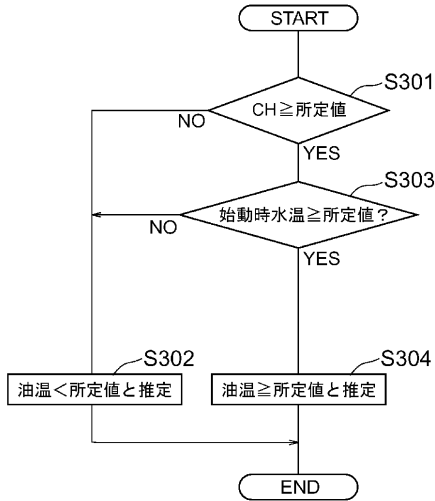 START
S301
CH≧所定値
NO
YES
S303
始動時水温≧所定値？
NO
YES
S302
油温＜所定値と推定
S304
油温≧所定値と推定
END